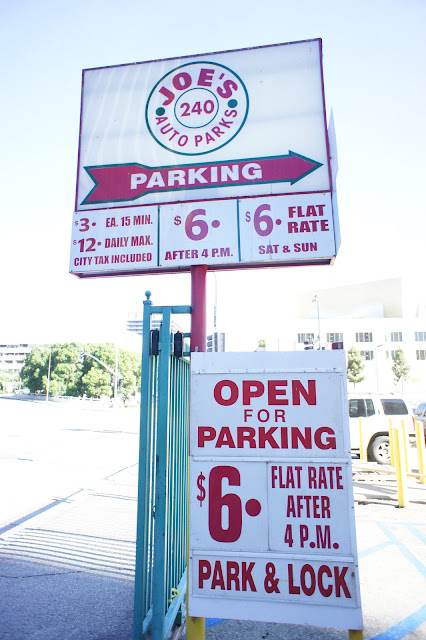 JOE'S
240
AUTO PARKS
PARKING
$3• EA. 15 MIN.
$12• DAILY MAX.
CITY TAX INCLUDED
$6•
AFTER 4 P.M.
$6• FLAT RATE
SAT & SUN
OPEN
FOR
PARKING
$6•
FLAT RATE
AFTER
4 P.M.
PARK & LOCK